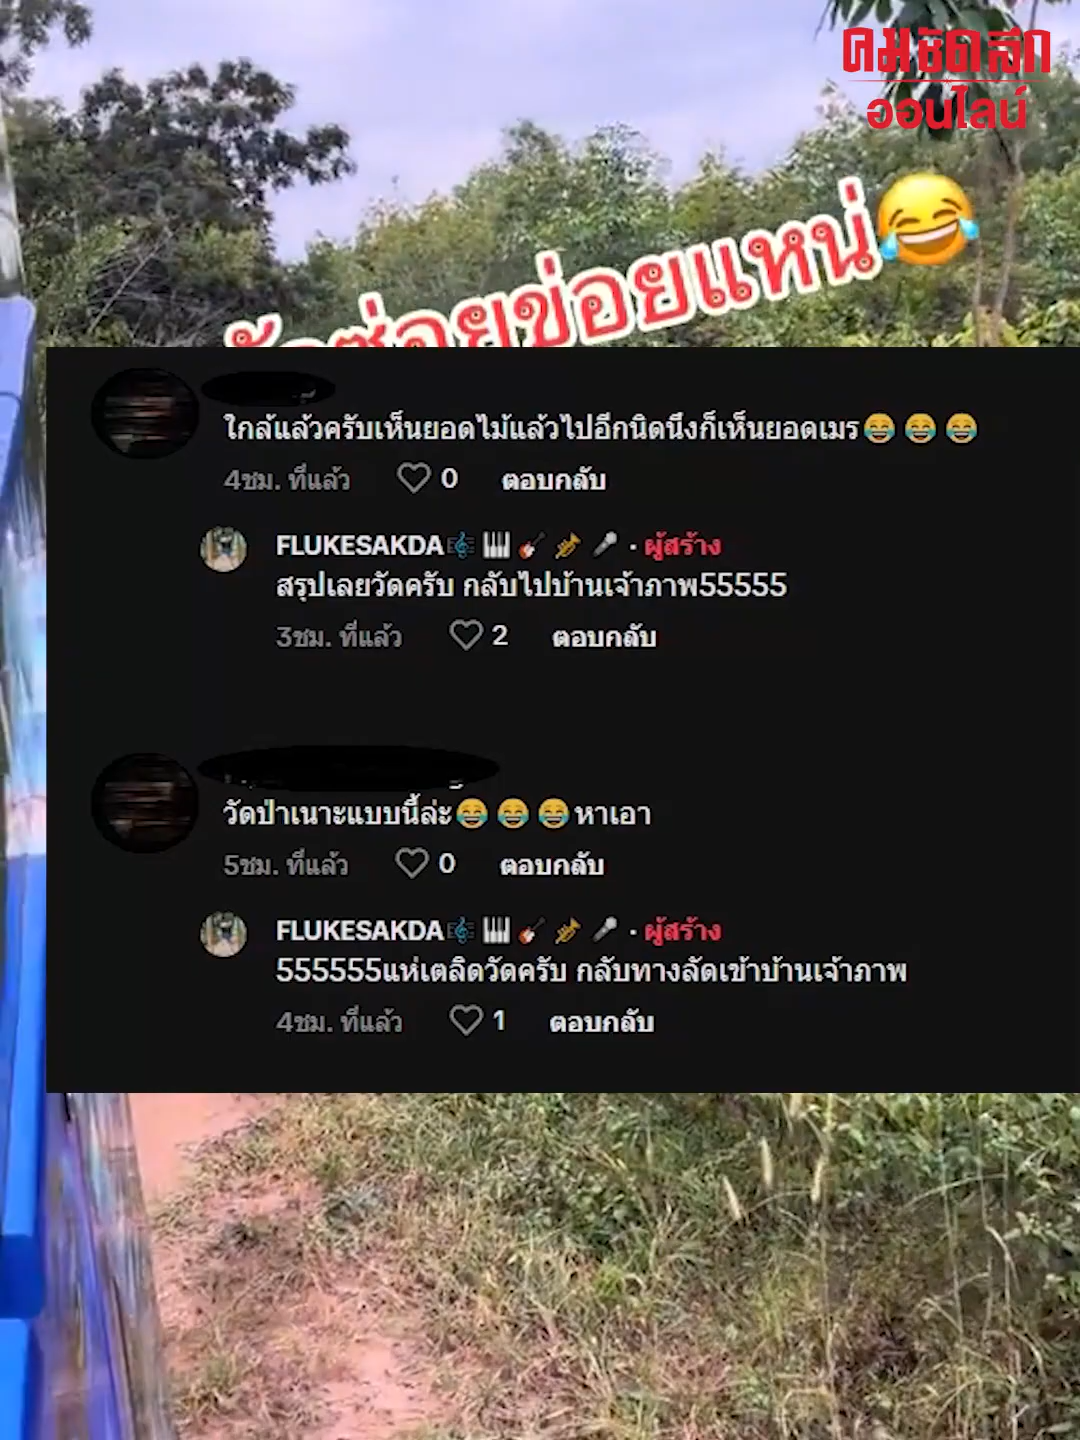 คมชัดลึก
ออนไลน์
ข่อยแหน่😂
ใกล้แล้วครับเห็นยอดไม้แล้วไปอีกนิดนึงก็เห็นยอดเมร😂😂😂
4ชม. ที่แล้ว 0 ตอบกลับ
FLUKESAKDA🎼🎹🎸🎺🎤 · ผู้สร้าง
สรุปเลยวัดครับ กลับไปบ้านเจ้าภาพ55555
3ชม. ที่แล้ว 2 ตอบกลับ
วัดป่าเนาะแบบนี้ล่ะ😂😂😂หาเอา
5ชม. ที่แล้ว 0 ตอบกลับ
FLUKESAKDA🎼🎹🎸🎺🎤 · ผู้สร้าง
555555แห่เตลิดวัดครับ กลับทางลัดเข้าบ้านเจ้าภาพ
4ชม. ที่แล้ว 1 ตอบกลับ